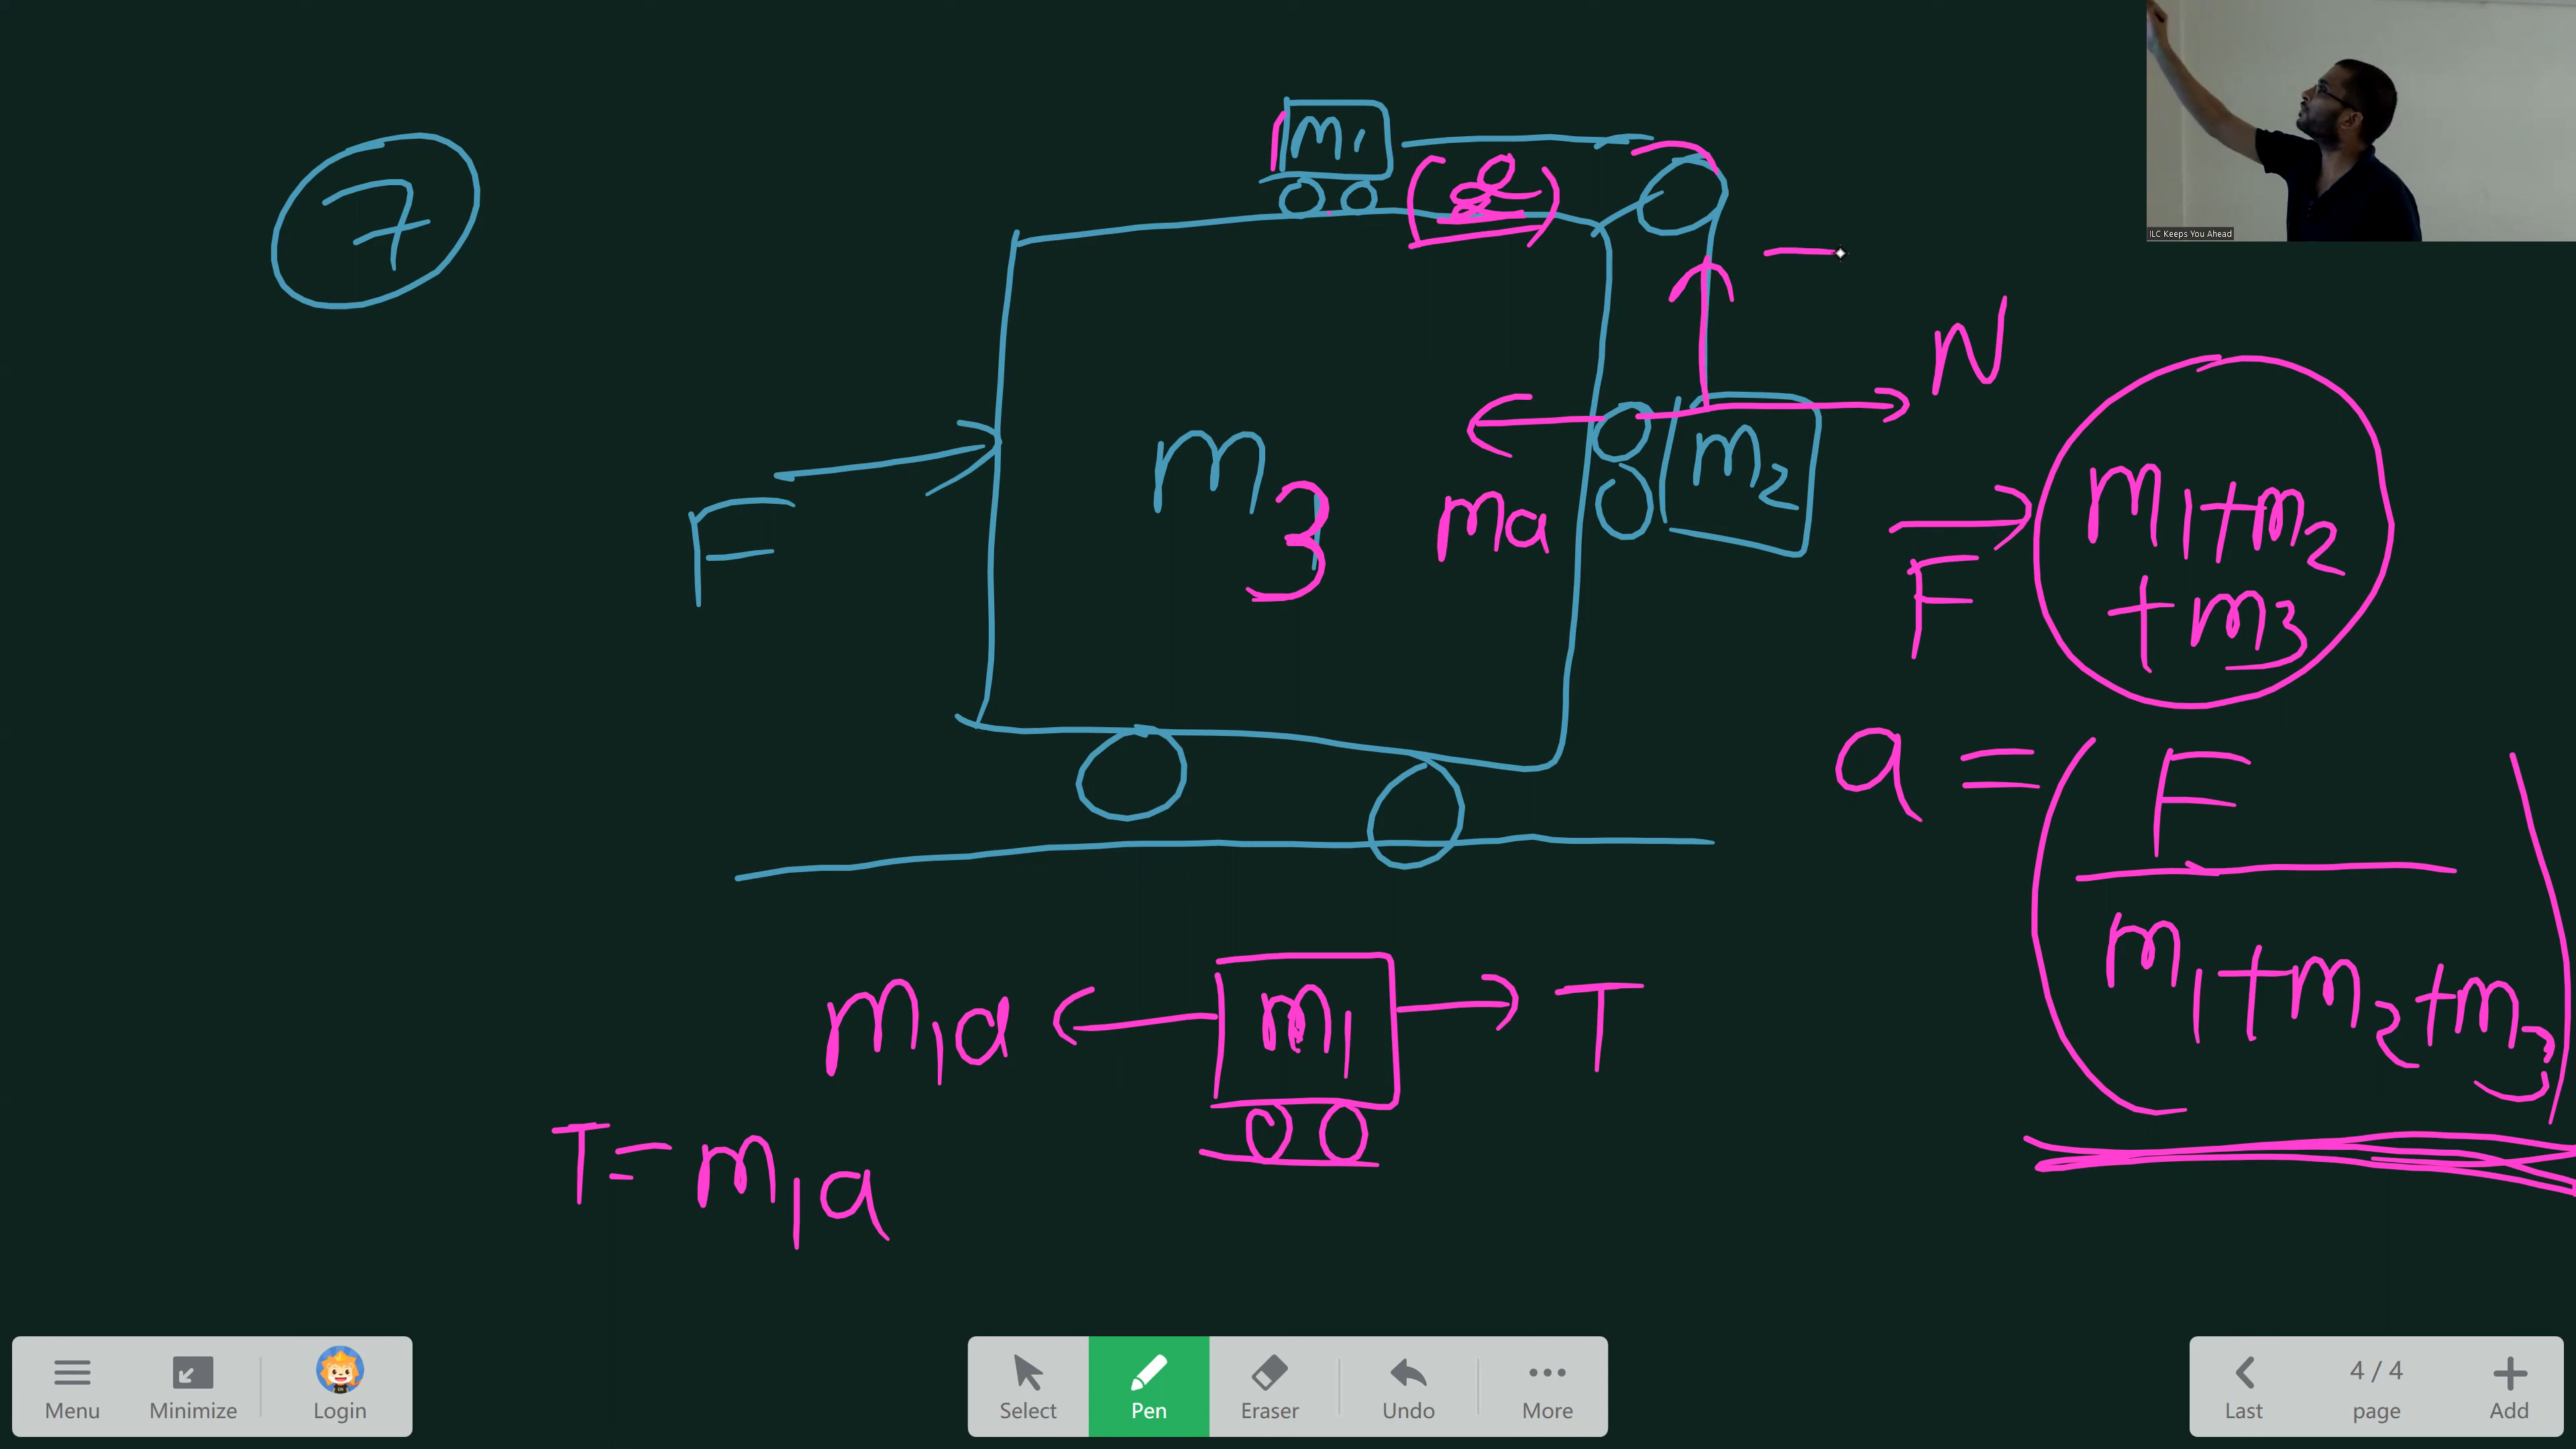 7
m1
ILC Keeps You Ahead
N
F
m3
ma
m2
F
m1+m2
+m3
a = ( F
m1+m2+m3 )
m1a
m1
T
T=m1a
Menu
Minimize
Login
Select
Pen
Eraser
Undo
More
Last
4 / 4
page
Add